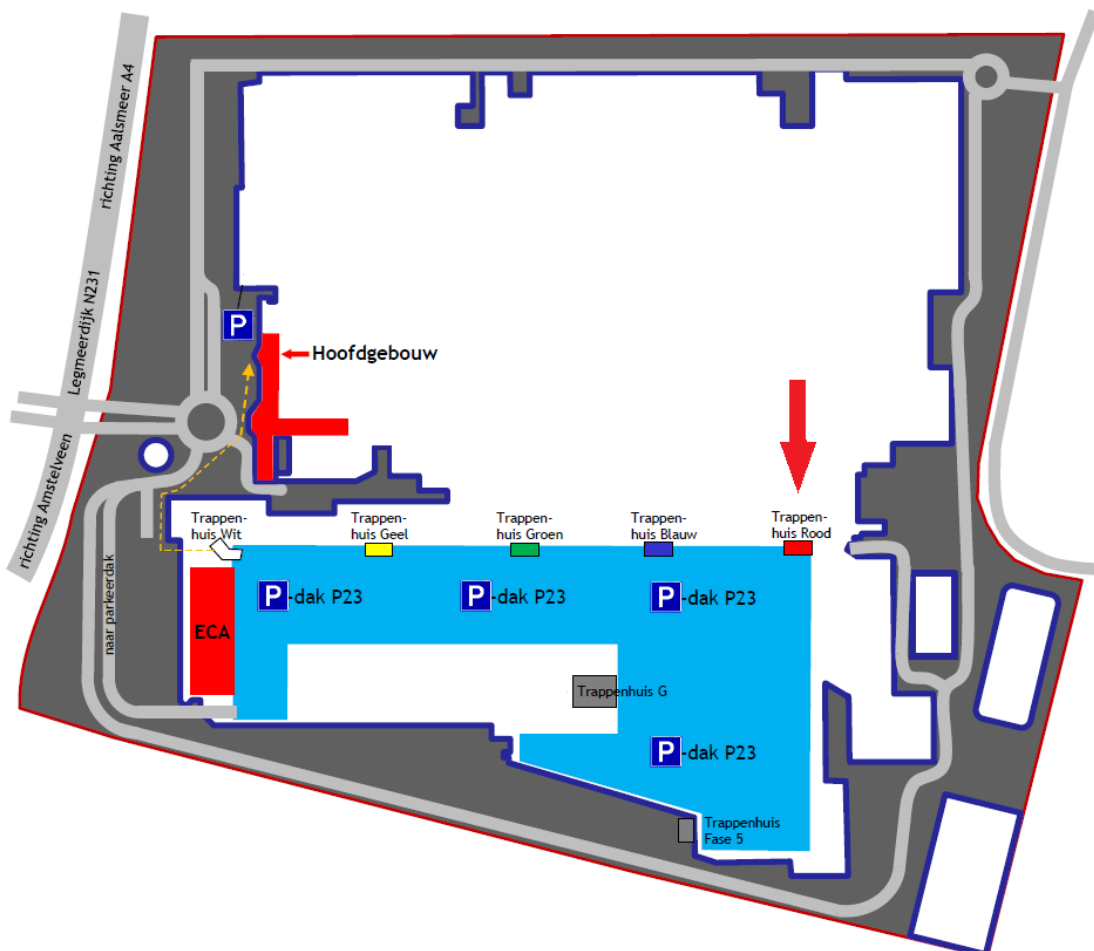 richting Aalsmeer A4
Legmeerdijk N231
richting Amstelveen
P
Hoofdgebouw
Trappen-
huis Wit
Trappen-
huis Geel
Trappen-
huis Groen
Trappen-
huis Blauw
Trappen-
huis Rood
naar parkeerdak
ECA
P-dak P23
P-dak P23
P-dak P23
Trappenhuis G
P-dak P23
Trappenhuis
Fase 5